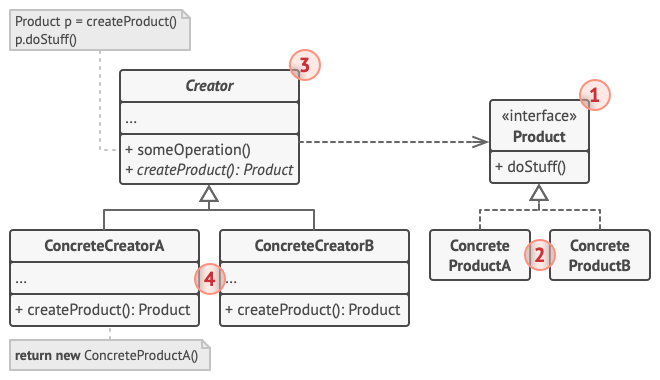 Product p = createProduct()
p.doStuff()
3
Creator
...
+ someOperation()
+ createProduct(): Product
1
«interface»
Product
+ doStuff()
ConcreteCreatorA
...
+ createProduct(): Product
4
ConcreteCreatorB
...
+ createProduct(): Product
Concrete
ProductA
2
Concrete
ProductB
return new ConcreteProductA()